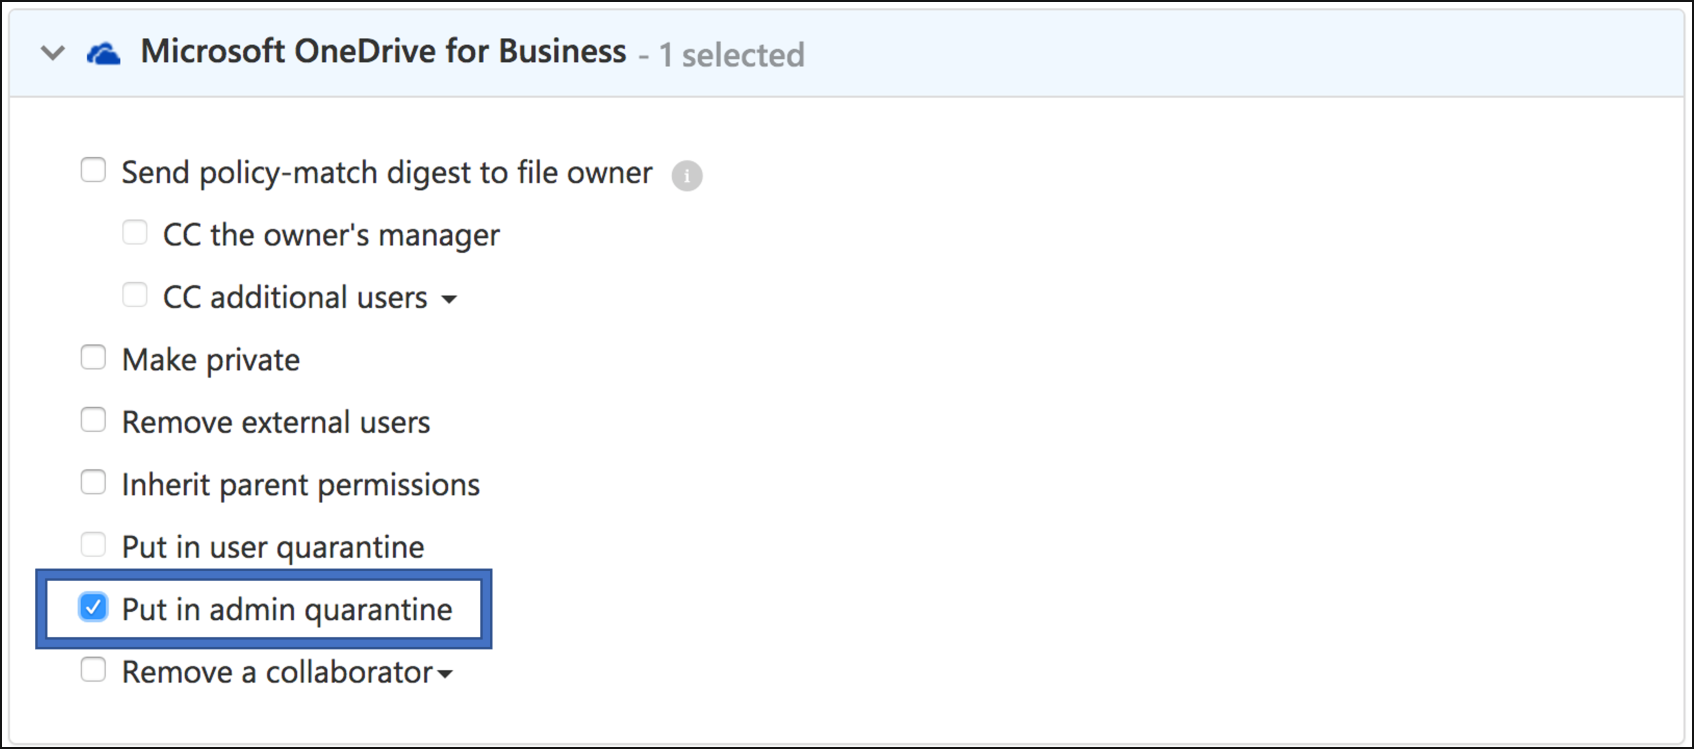 Microsoft OneDrive for Business - 1 selected
Send policy-match digest to file owner i
CC the owner's manager
CC additional users
Make private
Remove external users
Inherit parent permissions
Put in user quarantine
Put in admin quarantine
Remove a collaborator